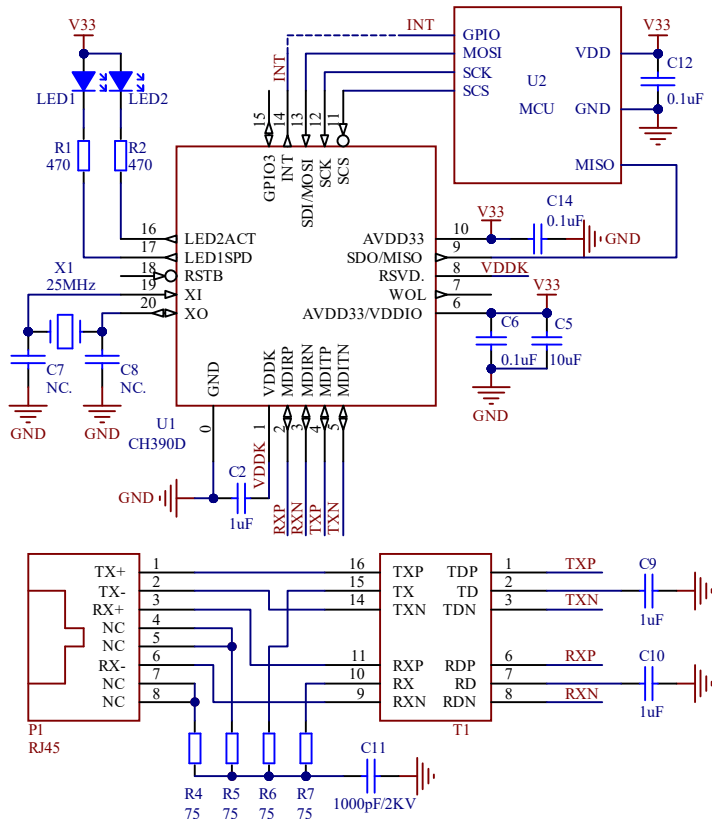 V33
INT
GPIO
MOSI
SCK
SCS
U2
MCU
VDD
GND
MISO
V33
C12
0.1uF
LED1
LED2
R1
470
R2
470
INT
15
14
13
12
11
GPIO3
INT
SDI/MOSI
SCK
SCS
C14
0.1uF
V33
GND
16
LED2ACT
17
LED1SPD
18
RSTB
19
XI
20
XO
AVDD33
10
SDO/MISO
9
RSVD.
8
VDDK
WOL
7
AVDD33/VDDIO
6
V33
X1
25MHz
C7
NC.
C8
NC.
GND
GND
C6
0.1uF
C5
10uF
GND
GND
VDDK
MDIRP
MDIRN
MDITP
MDITN
U1
CH390D
0
1
2
3
4
5
VDDK
RXP
RXN
TXP
TXN
GND
C2
1uF
TX+
1
TX-
2
RX+
3
NC
4
NC
5
RX-
6
NC
7
NC
8
P1
RJ45
16
TXP
15
TX
14
TXN
11
RXP
10
RX
9
RXN
TDP
1
TXP
TD
2
TDN
3
TXN
RDP
6
RXP
RD
7
RDN
8
RXN
T1
C9
1uF
C10
1uF
R4
75
R5
75
R6
75
R7
75
C11
1000pF/2KV